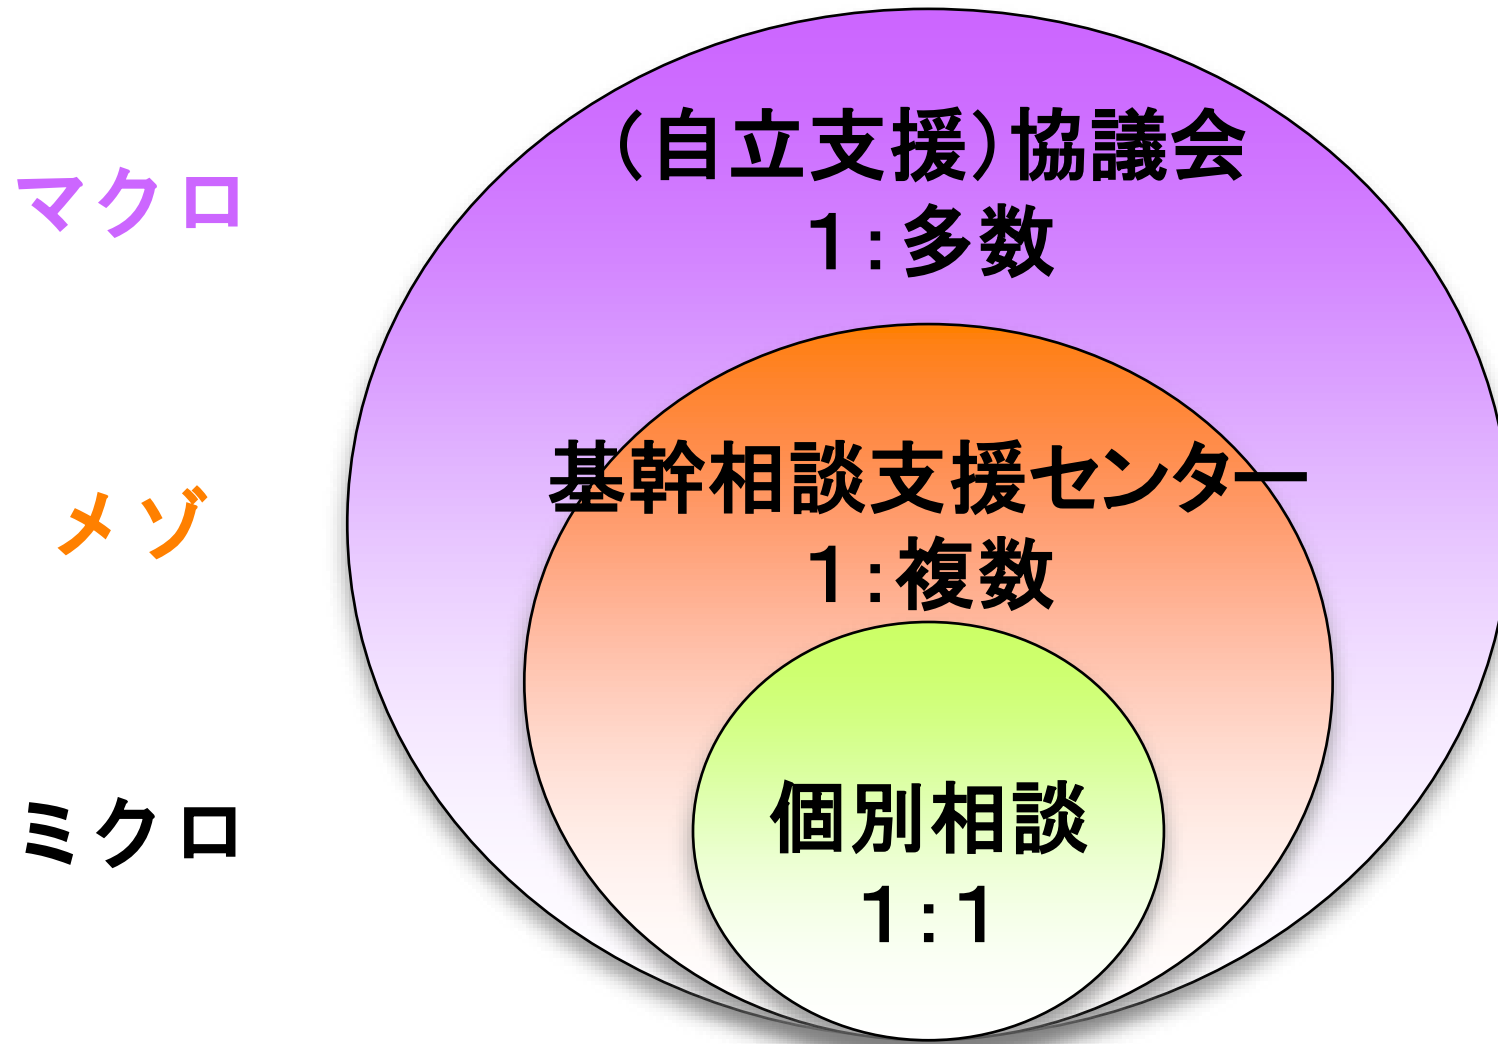 マクロ
（自立支援）協議会
１：多数
メゾ
基幹相談支援センター
１：複数
ミクロ
個別相談
１：１